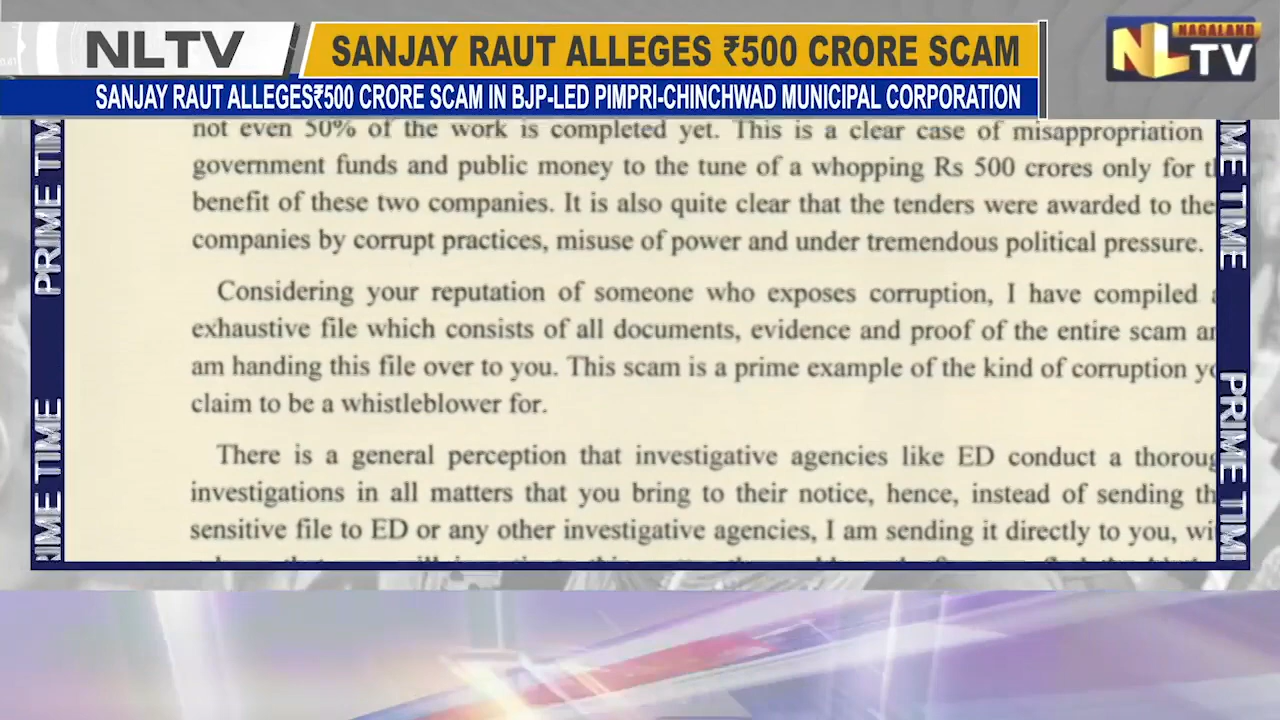 NLTV
SANJAY RAUT ALLEGES ₹500 CRORE SCAM
NAGALAND
NLTV
SANJAY RAUT ALLEGES₹500 CRORE SCAM IN BJP-LED PIMPRI-CHINCHWAD MUNICIPAL CORPORATION
not even 50% of the work is completed yet. This is a clear case of misappropriation
government funds and public money to the tune of a whopping Rs 500 crores only for
benefit of these two companies. It is also quite clear that the tenders were awarded to
companies by corrupt practices, misuse of power and under tremendous political pressure.
Considering your reputation of someone who exposes corruption, I have compiled
exhaustive file which consists of all documents, evidence and proof of the entire scam
am handing this file over to you. This scam is a prime example of the kind of corruption
claim to be a whistleblower for.
There is a general perception that investigative agencies like ED conduct a
investigations in all matters that you bring to their notice, hence, instead of sending
sensitive file to ED or any other investigative agencies, I am sending it directly to you,
PRIME TIME
PRIME TIME